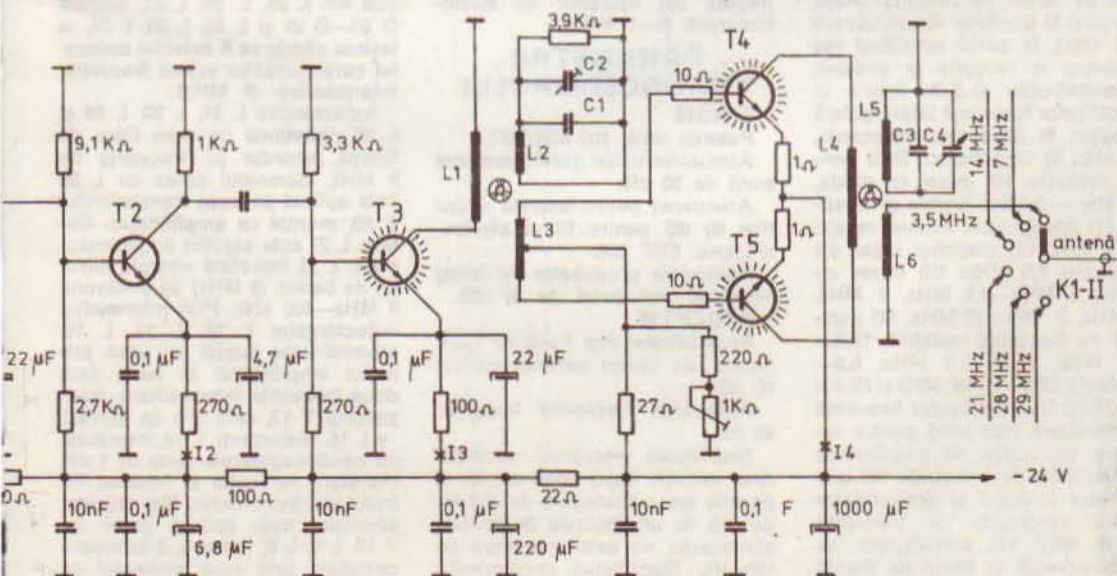 3,9KΩ
C2
C1
T4
10Ω
9,1KΩ
1KΩ
3,3KΩ
1Ω
L5
C3
C4
14 MHz
7 MHz
L2
L1
L4
A
A
T2
T3
L3
T5
1Ω
3,5MHz
antenă
L6
10Ω
K1-II
22 µF
0,1 µF
4,7 µF
0,1 µF
22 µF
220Ω
21 MHz
28 MHz
29 MHz
2,7KΩ
270Ω
270Ω
100Ω
27Ω
1KΩ
I2
I3
I4
-24 V
0Ω
100Ω
22Ω
10nF
0,1 µF
10nF
0,1 µF
10nF
0,1 F
1000 µF
6,8 µF
220 µF